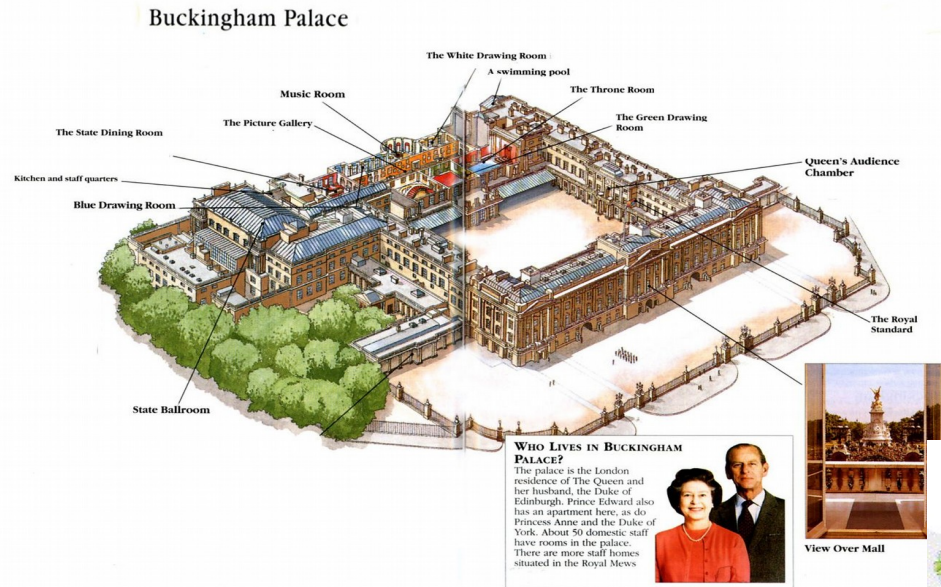 Buckingham Palace
The White Drawing Room
A swimming pool
Music Room
The Throne Room
The Picture Gallery
The Green Drawing
Room
The State Dining Room
Queen's Audience
Chamber
Kitchen and staff quarters
Blue Drawing Room
The Royal
Standard
State Ballroom
WHO LIVES IN BUCKINGHAM
PALACE?
The palace is the London
residence of The Queen and
her husband, the Duke of
Edinburgh. Prince Edward also
has an apartment here, as do
Princess Anne and the Duke of
York. About 50 domestic staff
have rooms in the palace.
There are more staff homes
situated in the Royal Mews
View Over Mall